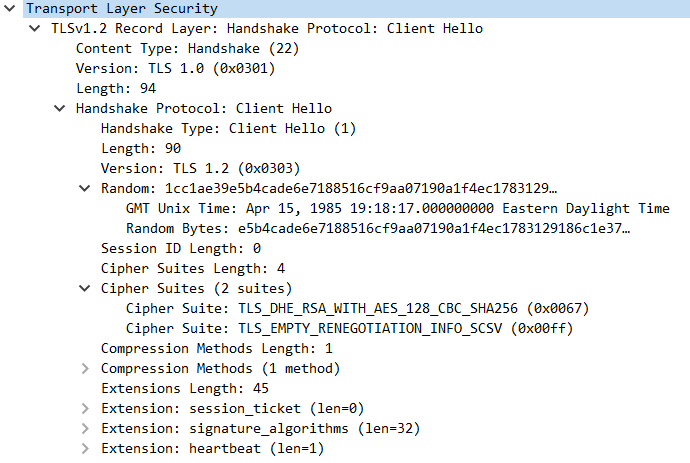 Transport Layer Security
TLSv1.2 Record Layer: Handshake Protocol: Client Hello
Content Type: Handshake (22)
Version: TLS 1.0 (0x0301)
Length: 94
Handshake Protocol: Client Hello
Handshake Type: Client Hello (1)
Length: 90
Version: TLS 1.2 (0x0303)
Random: 1cc1ae39e5b4cade6e7188516cf9aa07190a1f4ec1783129…
GMT Unix Time: Apr 15, 1985 19:18:17.000000000 Eastern Daylight Time
Random Bytes: e5b4cade6e7188516cf9aa07190a1f4ec1783129186c1e37…
Session ID Length: 0
Cipher Suites Length: 4
Cipher Suites (2 suites)
Cipher Suite: TLS_DHE_RSA_WITH_AES_128_CBC_SHA256 (0x0067)
Cipher Suite: TLS_EMPTY_RENEGOTIATION_INFO_SCSV (0x00ff)
Compression Methods Length: 1
Compression Methods (1 method)
Extensions Length: 45
Extension: session_ticket (len=0)
Extension: signature_algorithms (len=32)
Extension: heartbeat (len=1)